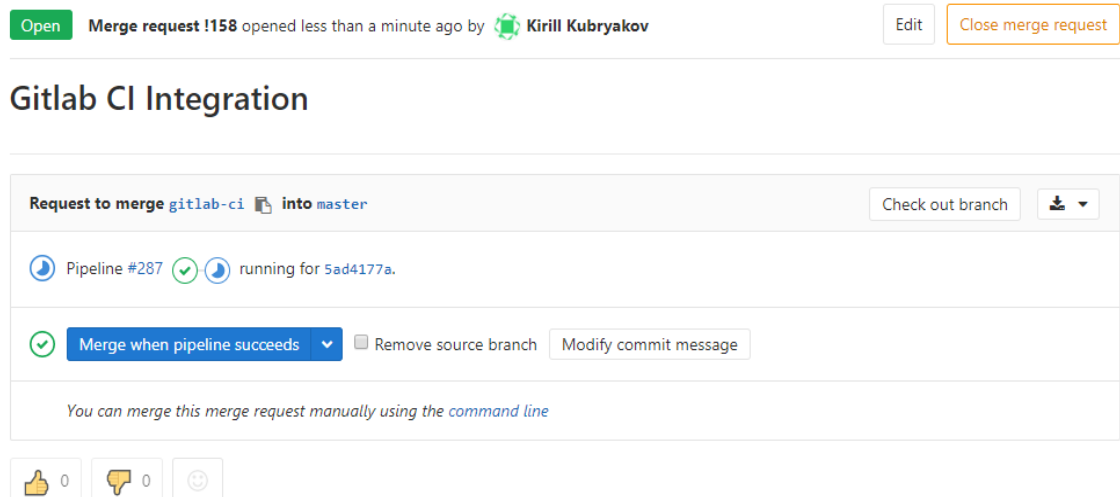 Open Merge request !158 opened less than a minute ago by Kirill Kubryakov Edit Close merge request
Gitlab CI Integration
Request to merge gitlab-ci into master Check out branch
Pipeline #287 running for 5ad4177a.
Merge when pipeline succeeds Remove source branch Modify commit message
You can merge this merge request manually using the command line
0 0